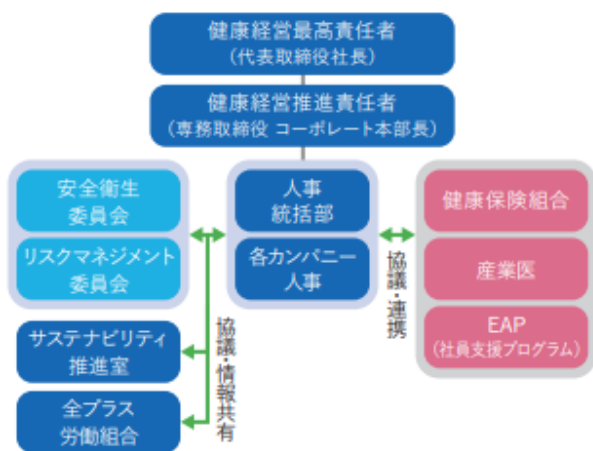 健康経営最高責任者
(代表取締役社長)
健康経営推進責任者
(専務取締役 コーポレート本部長)
安全衛生
委員会
リスクマネジメント
委員会
人事
統括部
各カンパニー
人事
健康保険組合
産業医
EAP
(社員支援プログラム)
協議・連携
サステナビリティ
推進室
全プラス
労働組合
協議・情報共有